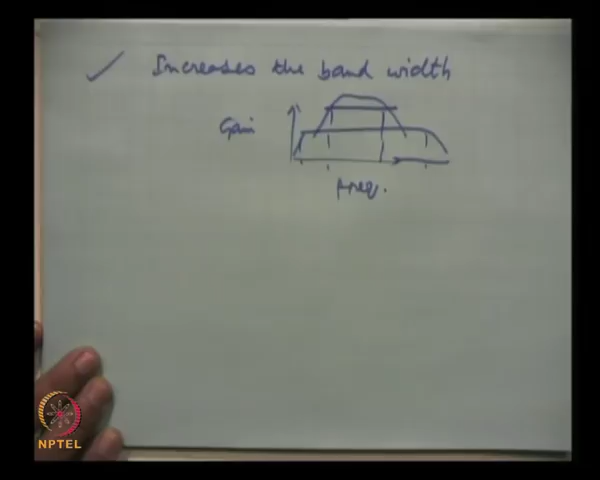 ✓ Increases the band width
Gain
Freq.
NPTEL